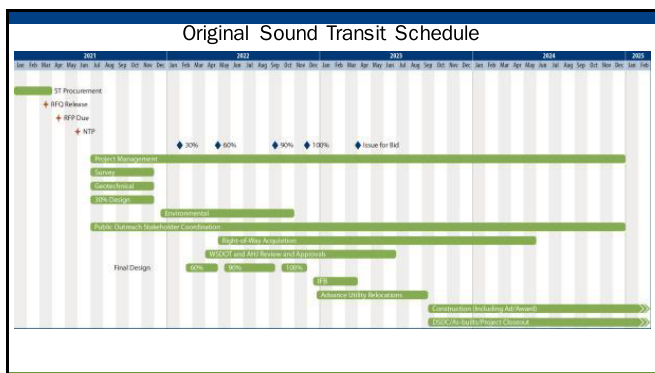 Original Sound Transit Schedule
2021 2022 2023 2024 2025
Jan Feb Mar Apr May Jun Jul Aug Sep Oct Nov Dec Jan Feb Mar Apr May Jun Jul Aug Sep Oct Nov Dec Jan Feb Mar Apr May Jun Jul Aug Sep Oct Nov Dec Jan Feb Mar Apr May Jun Jul Aug Sep Oct Nov Dec Jan Feb
ST Procurement
RFQ Release
RFP Due
NTP
30% 60% 90% 100% Issue for Bid
Project Management
Survey
Geotechnical
30% Design
Environmental
Public Outreach Stakeholder Coordination
Right-of-Way Acquisition
WSDOT and AHJ Review and Approvals
Final Design 60% 90% 100%
IFB
Advance Utility Relocations
Construction (Including Ad/Award)
DSDC/As-builts/Project Closeout